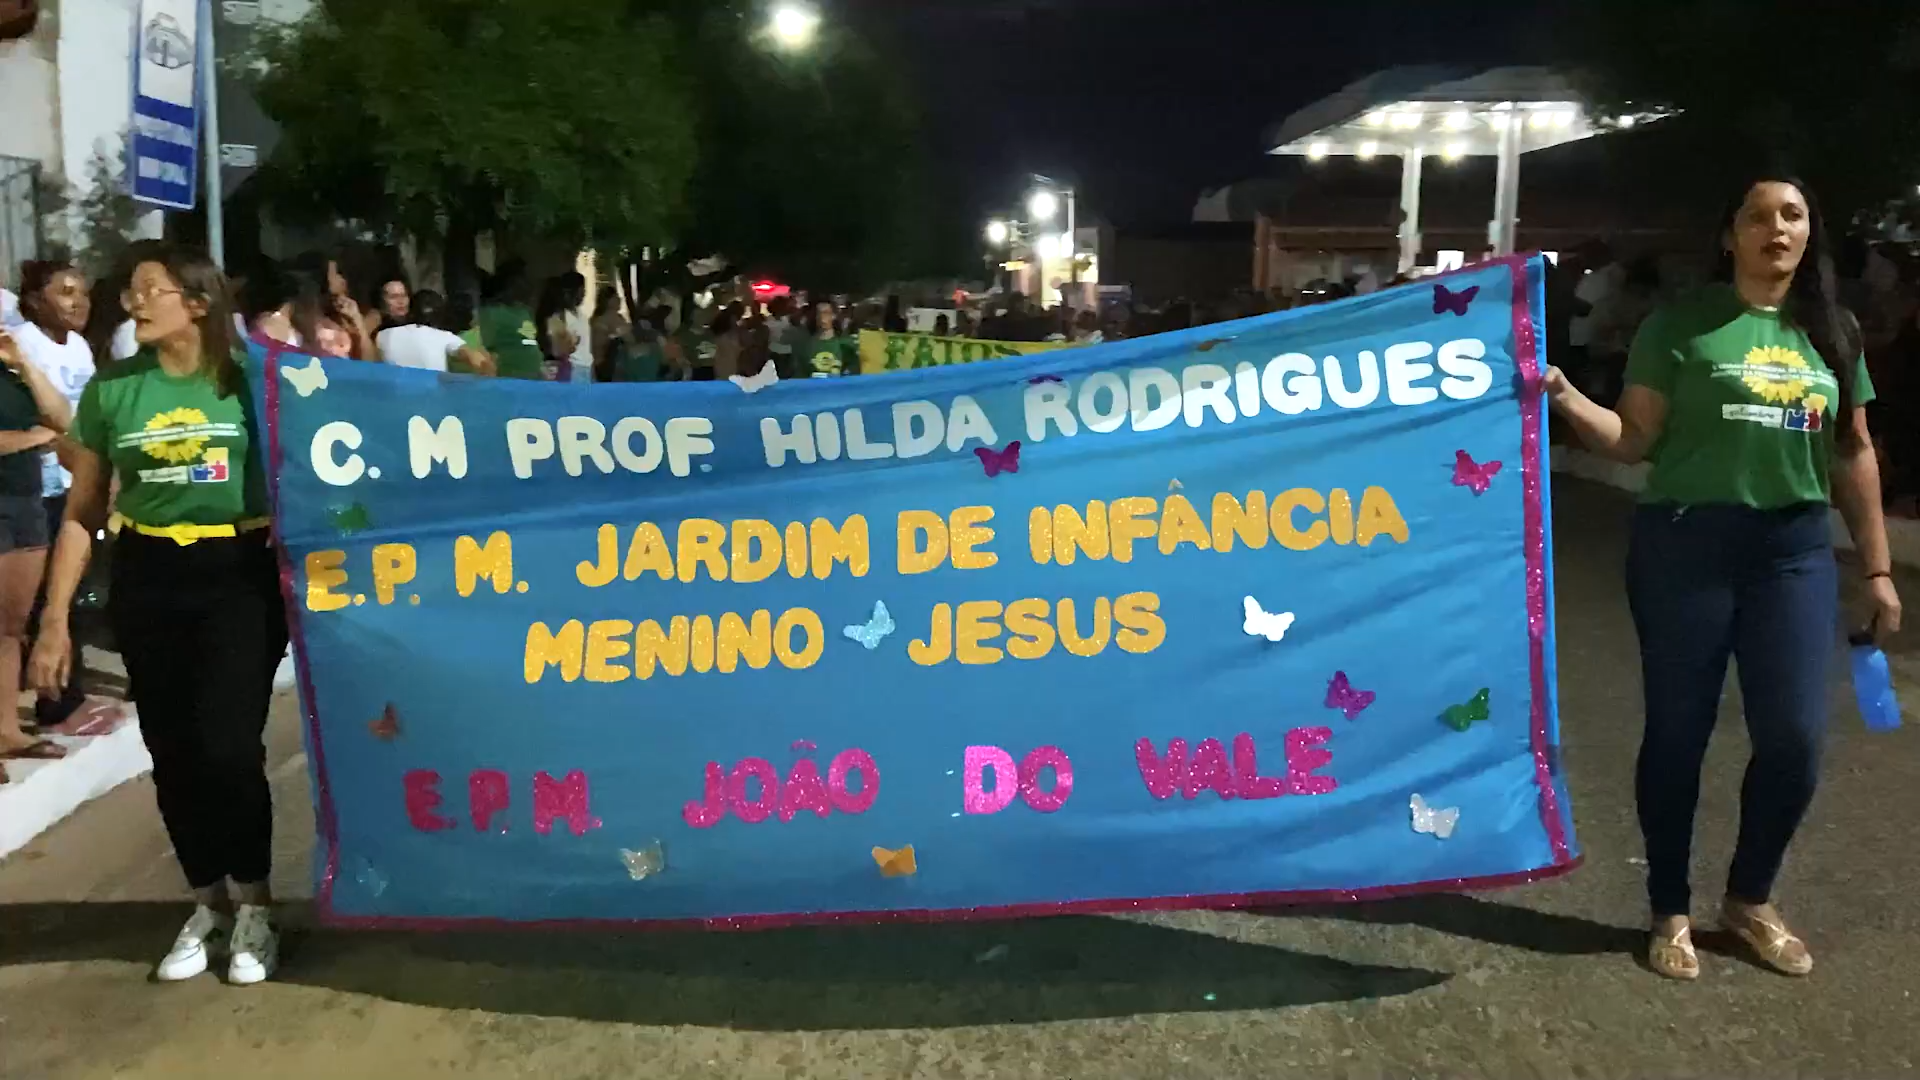 C. M PROF. HILDA RODRIGUES
E.P. M. JARDIM DE INFÂNCIA
MENINO JESUS
E.P.M. JOÃO DO VALE